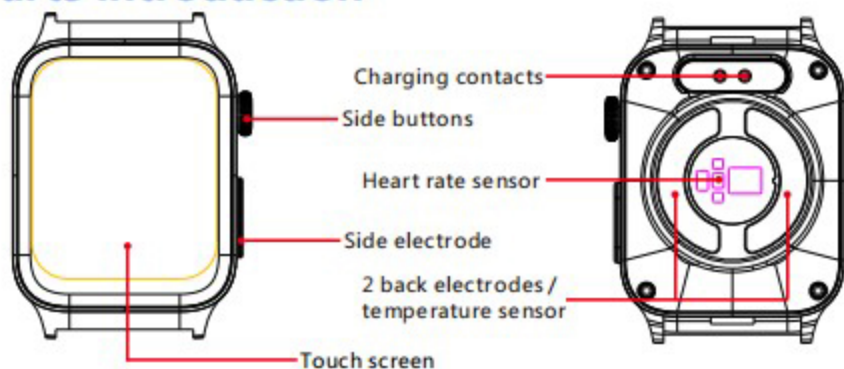 Charging contacts
Side buttons
Heart rate sensor
Side electrode
2 back electrodes /
temperature sensor
Touch screen